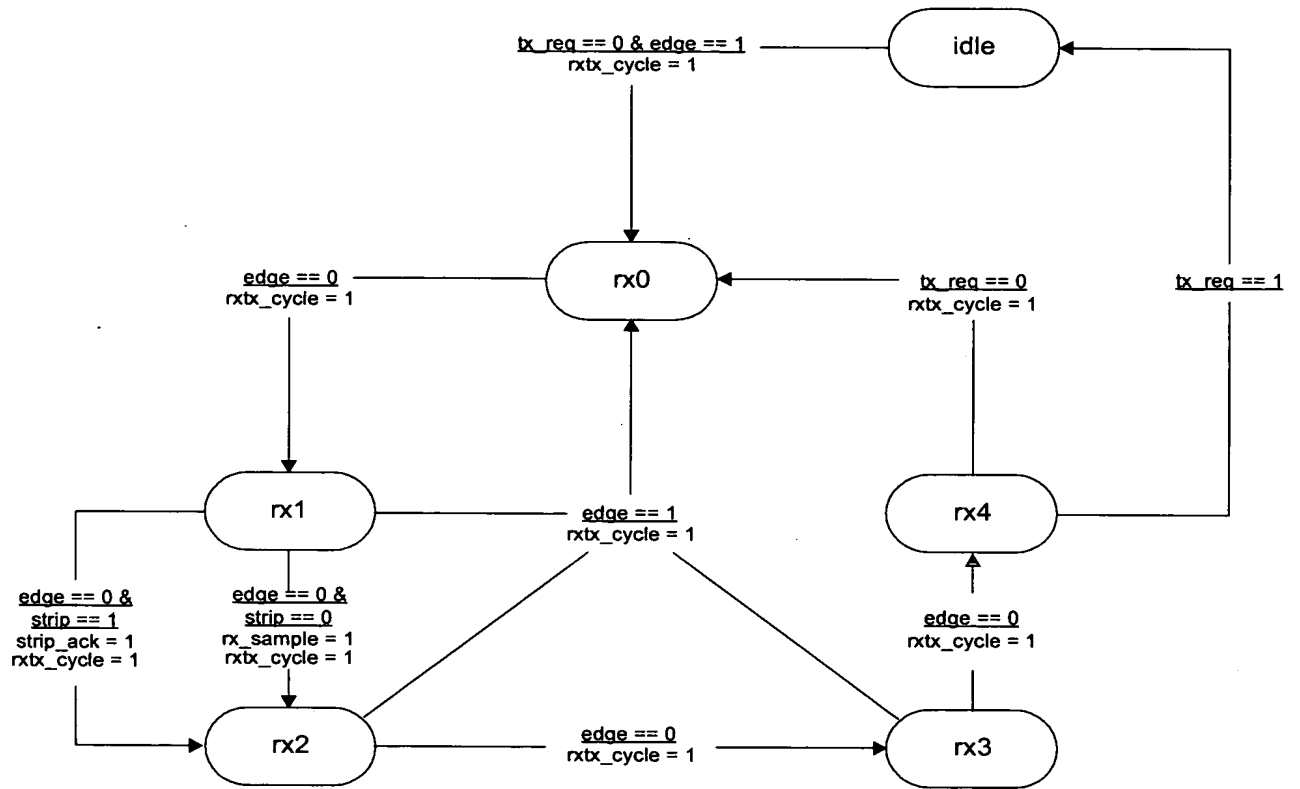 tx_req == 0 & edge == 1
rxtx_cycle = 1
idle
edge == 0
rxtx_cycle = 1
rx0
tx_req == 0
rxtx_cycle = 1
tx_req == 1
rx1
edge == 1
rxtx_cycle = 1
rx4
edge == 0 &
strip == 1
strip_ack = 1
rxtx_cycle = 1
edge == 0 &
strip == 0
rx_sample = 1
rxtx_cycle = 1
edge == 0
rxtx_cycle = 1
rx2
edge == 0
rxtx_cycle = 1
rx3